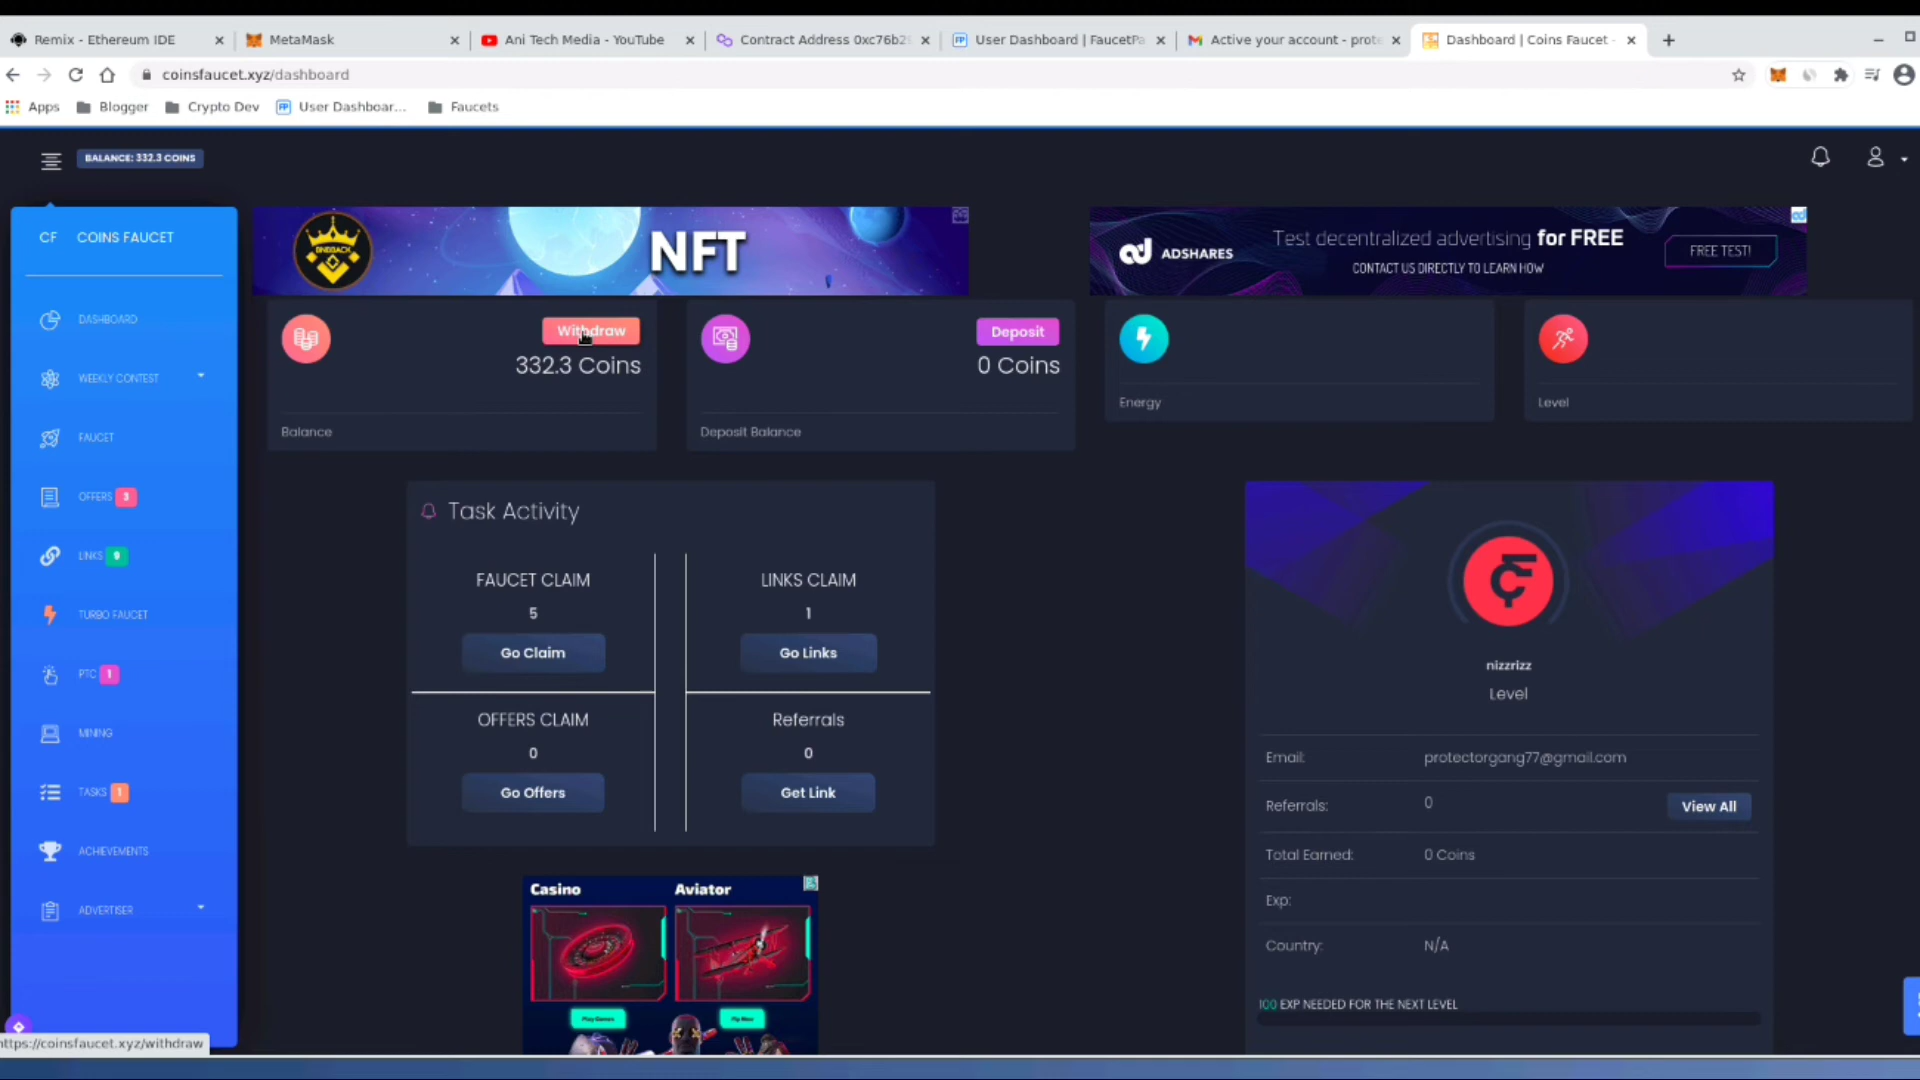 Remix - Ethereum IDE
MetaMask
Ani Tech Media - YouTube
Contract Address 0xc76b2
User Dashboard | FaucetPa
Active your account - prot
Dashboard | Coins Faucet -
coinsfaucet.xyz/dashboard
Apps
Blogger
Crypto Dev
User Dashboar...
Faucets
BALANCE: 332.3 COINS
CF COINS FAUCET
DASHBOARD
WEEKLY CONTEST
FAUCET
OFFERS 3
LINKS 9
TURBO FAUCET
PTC 1
MINING
TASKS 1
ACHIEVEMENTS
ADVERTISER
NFT
ADSHARES
Test decentralized advertising for FREE
CONTACT US DIRECTLY TO LEARN HOW
FREE TEST!
Withdraw
332.3 Coins
Balance
Deposit
0 Coins
Deposit Balance
Energy
Level
Task Activity
FAUCET CLAIM
5
Go Claim
LINKS CLAIM
1
Go Links
OFFERS CLAIM
0
Go Offers
Referrals
0
Get Link
Casino
Aviator
Play Games
nizzrizz
Level
Email: protectorgang77@gmail.com
Referrals: 0 View All
Total Earned: 0 Coins
Exp:
Country: N/A
100 EXP NEEDED FOR THE NEXT LEVEL
https://coinsfaucet.xyz/withdraw